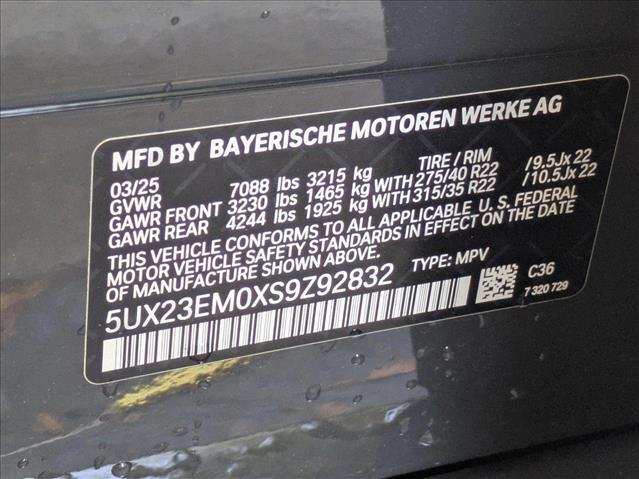 MFD BY BAYERISCHE MOTOREN WERKE AG
03/25 TIRE / RIM
GVWR 7088 lbs 3215 kg
GAWR FRONT 3230 lbs 1465 kg WITH 275/40 R22 /9.5Jx 22
GAWR REAR 4244 lbs 1925 kg WITH 315/35 R22 /10.5Jx 22
THIS VEHICLE CONFORMS TO ALL APPLICABLE U. S. FEDERAL
MOTOR VEHICLE SAFETY STANDARDS IN EFFECT ON THE DATE
OF MANUFACTURE SHOWN ABOVE.
5UX23EM0XS9Z92832 TYPE: MPV
C36
7 320 729